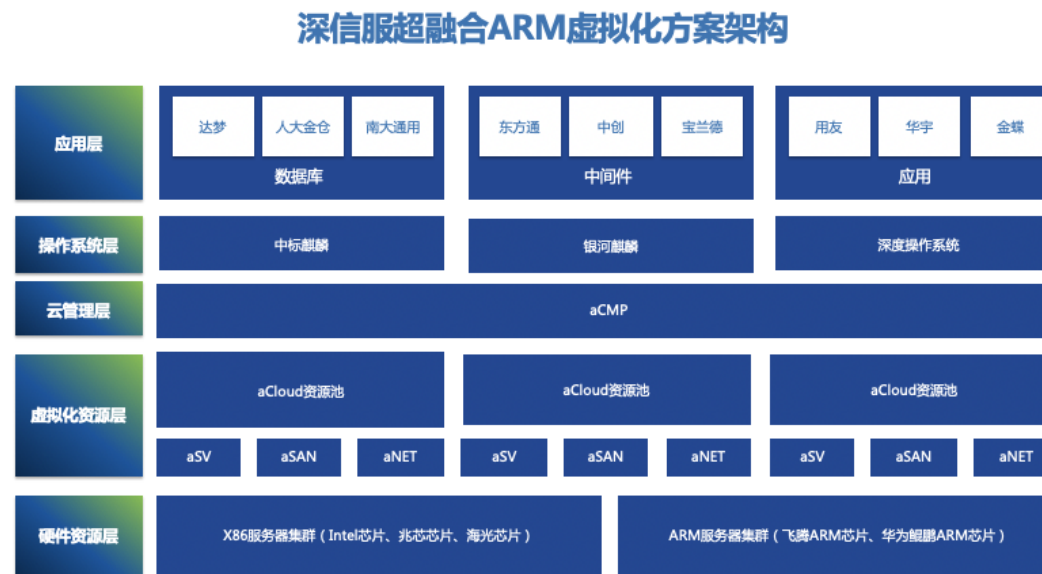 深信服超融合ARM虚拟化方案架构
应用层
达梦
人大金仓
南大通用
数据库
东方通
中创
宝兰德
中间件
用友
华宇
金蝶
应用
操作系统层
中标麒麟
银河麒麟
深度操作系统
云管理层
aCMP
虚拟化资源层
aCloud资源池
aCloud资源池
aCloud资源池
aSV
aSAN
aNET
aSV
aSAN
aNET
aSV
aSAN
aNET
硬件资源层
X86服务器集群（Intel芯片、兆芯芯片、海光芯片）
ARM服务器集群（飞腾ARM芯片、华为鲲鹏ARM芯片）